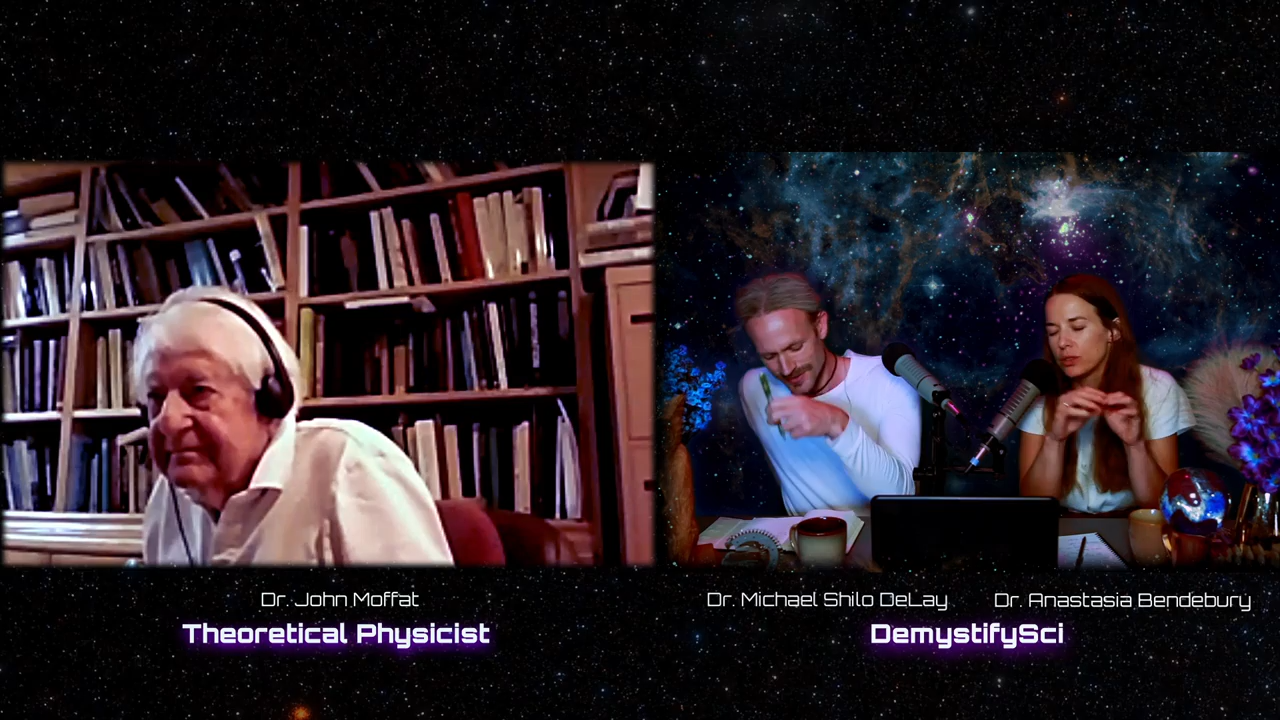 Dr. John Moffat
Theoretical Physicist
Dr. Michael Shilo DeLay
Dr. Anastasia Bendebury
DemystifySci